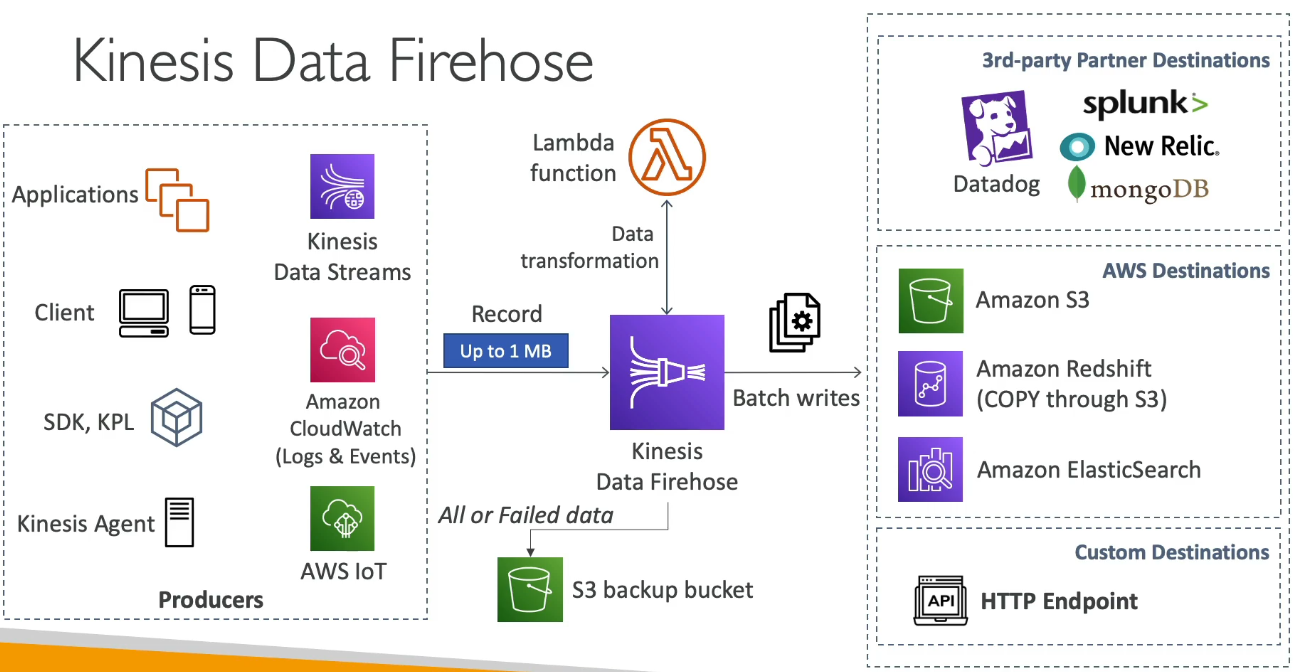 Kinesis Data Firehose
Applications
Client
SDK, KPL
Kinesis Agent
Kinesis
Data Streams
Amazon
CloudWatch
(Logs & Events)
AWS IoT
Producers
Record
Up to 1 MB
Lambda
function
Data
transformation
Kinesis
Data Firehose
All or Failed data
S3 backup bucket
Batch writes
3rd-party Partner Destinations
Datadog
splunk>
New Relic.
mongoDB
AWS Destinations
Amazon S3
Amazon Redshift
(COPY through S3)
Amazon ElasticSearch
Custom Destinations
API
HTTP Endpoint